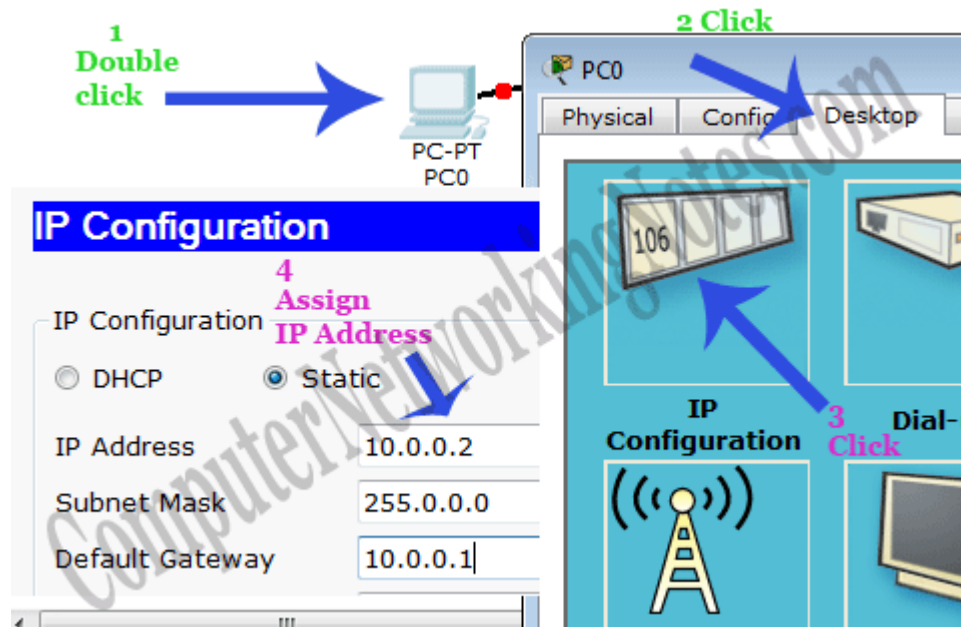 1
Double
click
2 Click
PC-PT
PC0
PC0
Physical
Config
Desktop
106
IP
Configuration
3
Click
Dial-
IP Configuration
4
Assign
IP Address
IP Configuration
DHCP
Static
IP Address
10.0.0.2
Subnet Mask
255.0.0.0
Default Gateway
10.0.0.1
ComputerNetworkingNotes.com